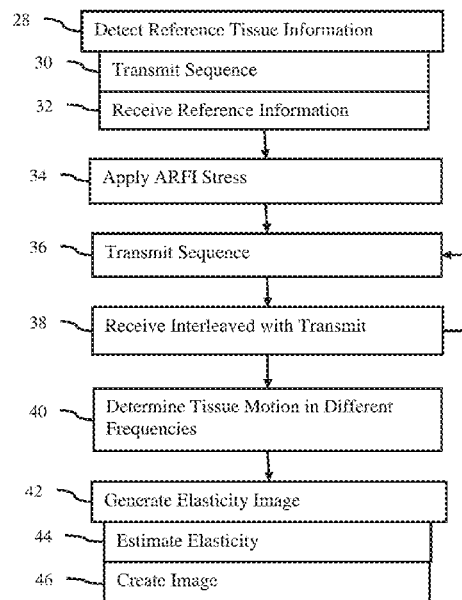 28 Detect Reference Tissue Information
30 Transmit Sequence
32 Receive Reference Information
34 Apply ARFI Stress
36 Transmit Sequence
38 Receive Interleaved with Transmit
40 Determine Tissue Motion in Different
Frequencies
42 Generate Elasticity Image
44 Estimate Elasticity
46 Create Image